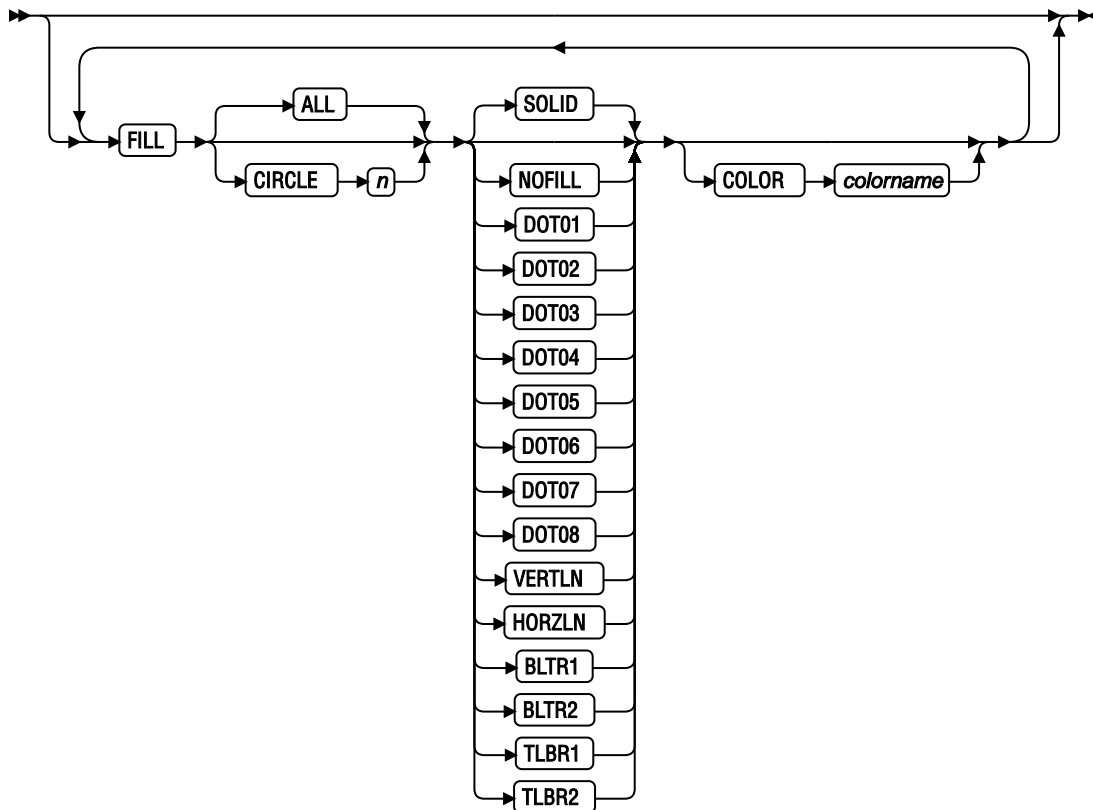 ALL
SOLID
FILL
CIRCLE n
NOFILL
COLOR colorname
DOT01
DOT02
DOT03
DOT04
DOT05
DOT06
DOT07
DOT08
VERTLN
HORZLN
BLTR1
BLTR2
TLBR1
TLBR2